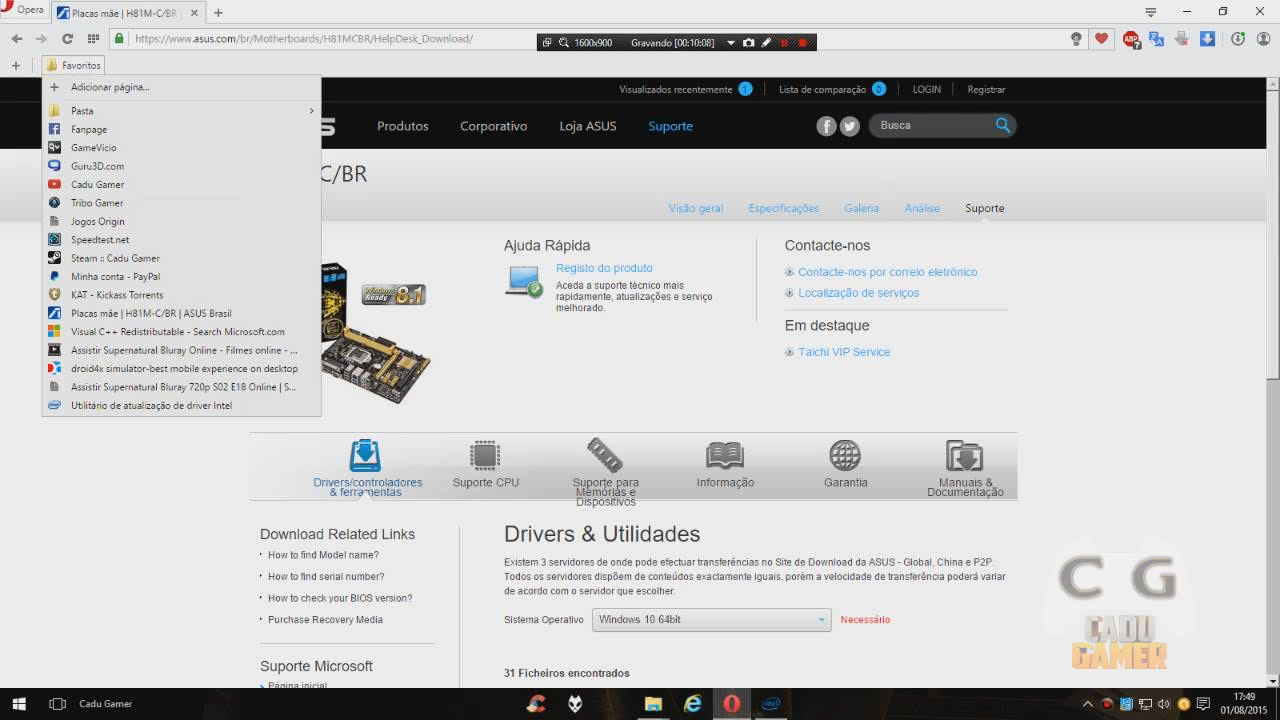 Opera
Placas mãe | H81M-C/BR |
https://www.asus.com/br/Motherboards/H81MCBR/HelpDesk_Download/
1600x900
Gravando [00:10:08]
ABP
7
Favoritos
Adicionar página...
Pasta
Fanpage
GameVicio
Guru3D.com
Cadu Gamer
Tribo Gamer
Jogos Origin
Speedtest.net
Steam :: Cadu Gamer
Minha conta - PayPal
KAT - Kickass Torrents
Placas mãe | H81M-C/BR | ASUS Brasil
Visual C++ Redistributable - Search Microsoft.com
Assistir Supernatural Bluray Online - Filmes online - ...
droid4x simulator-best mobile experience on desktop
Assistir Supernatural Bluray 720p S02 E18 Online | S...
Utilitário de atualização de driver Intel
Visualizados recentemente 1
Lista de comparação 0
LOGIN
Registrar
Produtos
Corporativo
Loja ASUS
Suporte
Busca
C/BR
Visão geral
Especificações
Galeria
Análise
Suporte
Windows 8.1
Ready
Ajuda Rápida
Registo do produto
Aceda a suporte técnico mais
rapidamente, atualizações e serviço
melhorado.
Contacte-nos
Contacte-nos por correio eletrónico
Localização de serviços
Em destaque
Taichi VIP Service
Drivers/controladores
& ferramentas
Suporte CPU
Suporte para
Memórias e
Dispositivos
Informação
Garantia
Manuais &
Documentação
Download Related Links
How to find Model name?
How to find serial number?
How to check your BIOS version?
Purchase Recovery Media
Suporte Microsoft
Página inicial
Drivers & Utilidades
Existem 3 servidores de onde pode efectuar transferências no Site de Download da ASUS - Global, China e P2P.
Todos os servidores dispõem de conteúdos exactamente iguais, porém a velocidade de transferência poderá variar
de acordo com o servidor que escolher.
Sistema Operativo
Windows 10 64bit
Necessário
31 Ficheiros encontrados
C G
CADU
GAMER
Cadu Gamer
17:49
01/08/2015